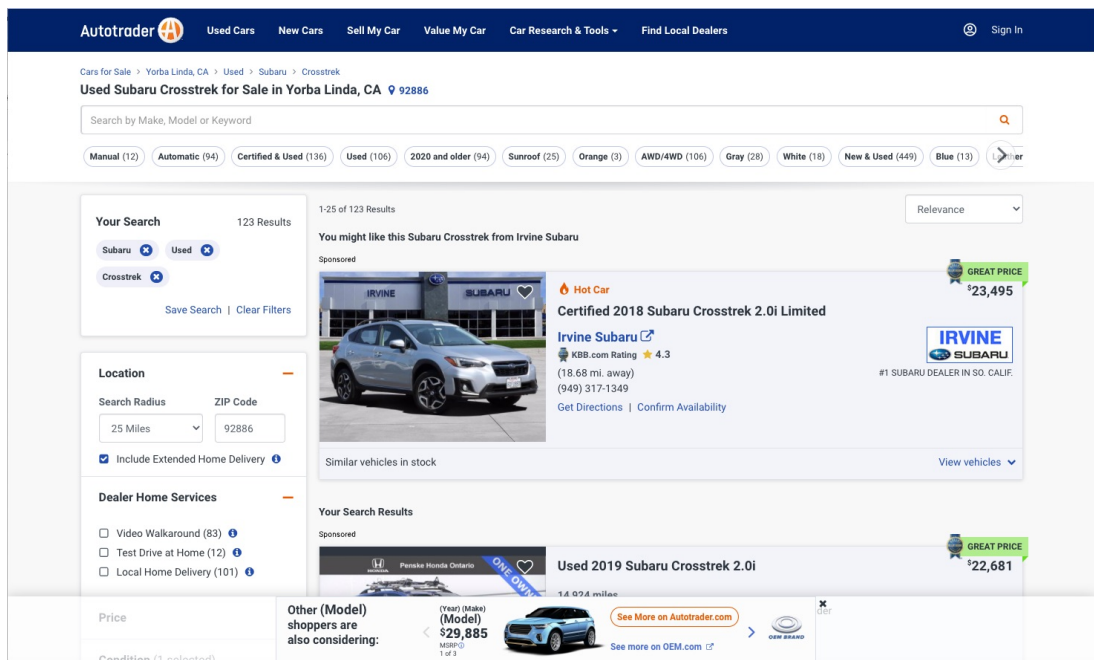 Autotrader
Used Cars
New Cars
Sell My Car
Value My Car
Car Research & Tools
Find Local Dealers
Sign In
Cars for Sale > Yorba Linda, CA > Used > Subaru > Crosstrek
Used Subaru Crosstrek for Sale in Yorba Linda, CA 92886
Search by Make, Model or Keyword
Manual (12)
Automatic (94)
Certified & Used (136)
Used (106)
2020 and older (94)
Sunroof (25)
Orange (3)
AWD/4WD (106)
Gray (28)
White (18)
New & Used (449)
Blue (13)
Your Search
123 Results
Subaru
Used
Crosstrek
Save Search | Clear Filters
Location
Search Radius
ZIP Code
25 Miles
92886
Include Extended Home Delivery
Dealer Home Services
Video Walkaround (83)
Test Drive at Home (12)
Local Home Delivery (101)
Price
Condition (1 selected)
1-25 of 123 Results
Relevance
You might like this Subaru Crosstrek from Irvine Subaru
Sponsored
IRVINE
SUBARU
Hot Car
Certified 2018 Subaru Crosstrek 2.0i Limited
Irvine Subaru
KBB.com Rating 4.3
(18.68 mi. away)
(949) 317-1349
Get Directions | Confirm Availability
GREAT PRICE
$23,495
IRVINE
SUBARU
#1 SUBARU DEALER IN SO. CALIF.
Similar vehicles in stock
View vehicles
Your Search Results
Sponsored
HONDA
Penske Honda Ontario
ONE OWNER
Used 2019 Subaru Crosstrek 2.0i
14,924 miles
GREAT PRICE
$22,681
Other (Model)
shoppers are
also considering:
(Year) (Make)
(Model)
$29,885
MSRP
1 of 3
See More on Autotrader.com
See more on OEM.com
OEM BRAND